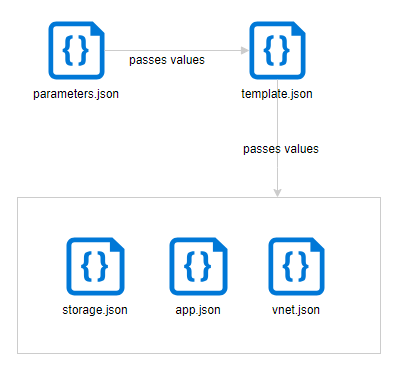 passes values
parameters.json
template.json
passes values
storage.json
app.json
vnet.json